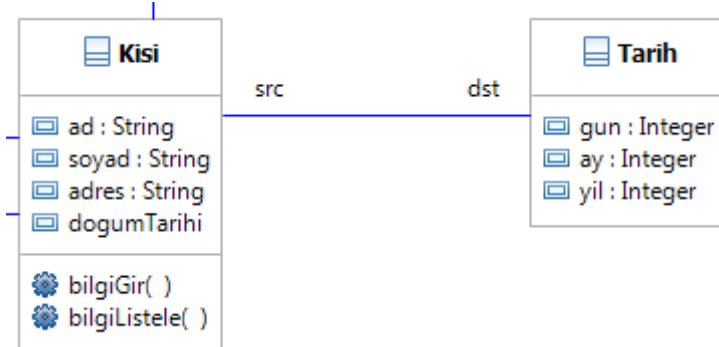 Kisi
ad : String
soyad : String
adres : String
dogumTarihi
bilgiGir( )
bilgiListele( )
src
dst
Tarih
gun : Integer
ay : Integer
yil : Integer